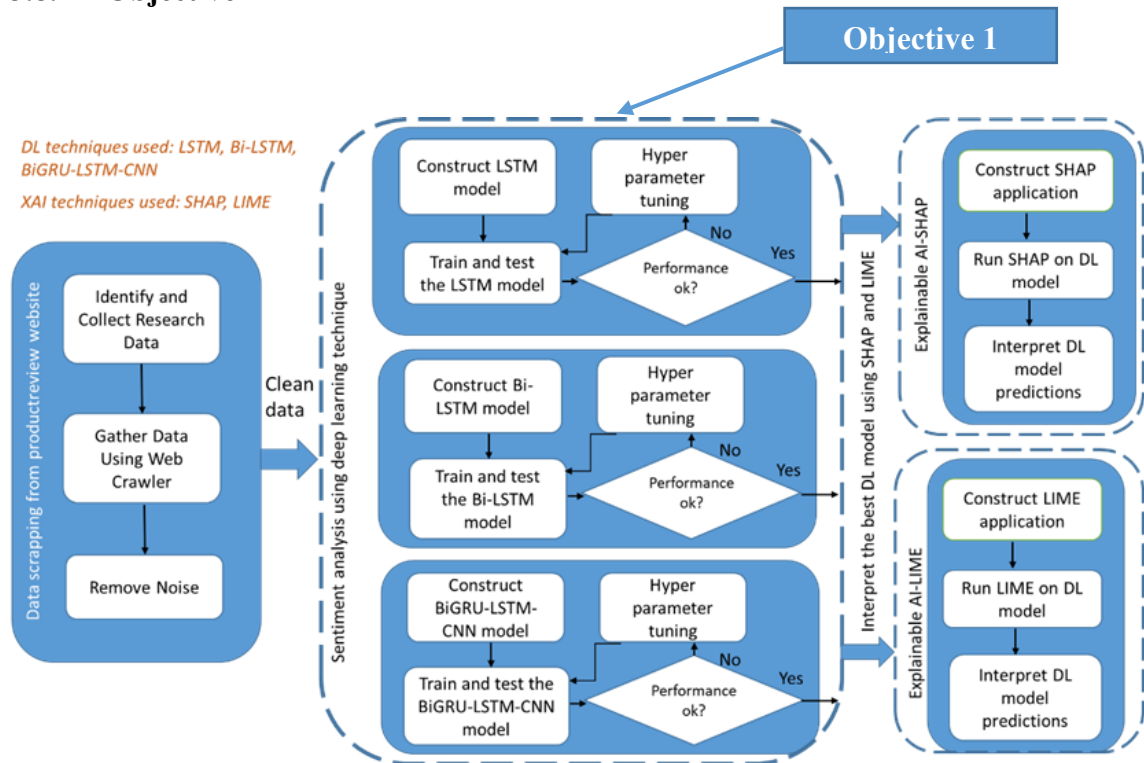 Objective 1
DL techniques used: LSTM, Bi-LSTM,
BiGRU-LSTM-CNN
XAI techniques used: SHAP, LIME
Data scrapping from productreview website
Identify and
Collect Research
Data
Gather Data
Using Web
Crawler
Remove Noise
Clean
data
Sentiment analysis using deep learning technique
Construct LSTM
model
Hyper
parameter
tuning
Train and test
the LSTM model
Performance
ok?
No
Yes
Construct Bi-
LSTM model
Hyper
parameter
tuning
Train and test
the Bi-LSTM
model
Performance
ok?
No
Yes
Construct
BiGRU-LSTM-
CNN model
Hyper
parameter
tuning
Train and test the
BiGRU-LSTM-CNN
model
Performance
ok?
No
Yes
Interpret the best DL model using SHAP and LIME
Explainable AI-SHAP
Construct SHAP
application
Run SHAP on DL
model
Interpret DL
model
predictions
Explainable AI-LIME
Construct LIME
application
Run LIME on DL
model
Interpret DL
model
predictions